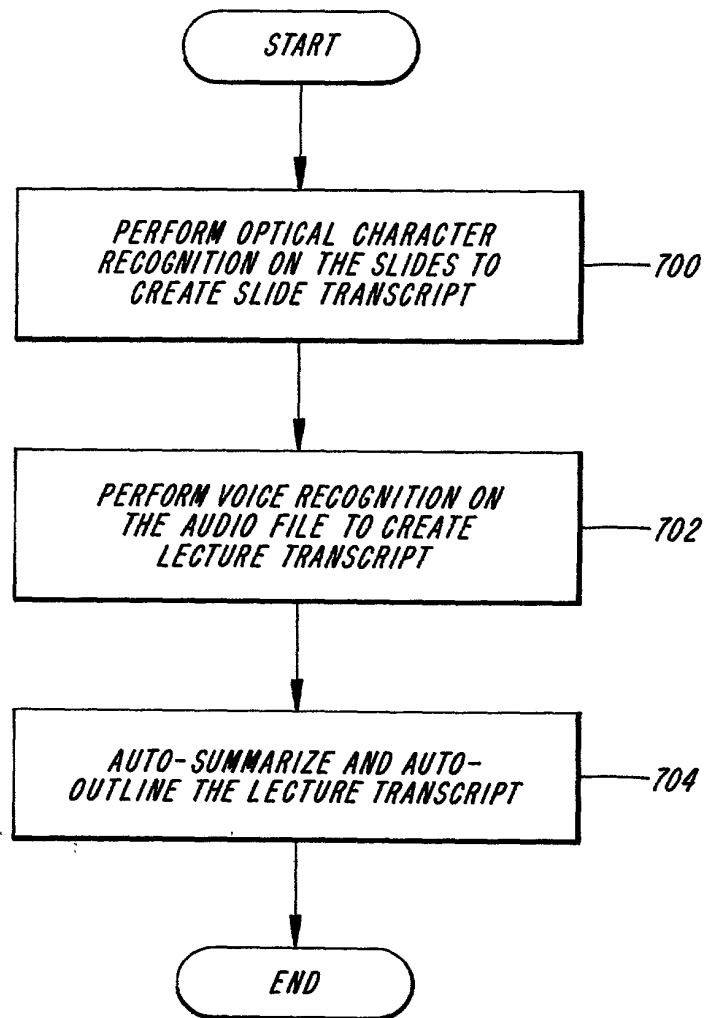 START
PERFORM OPTICAL CHARACTER
RECOGNITION ON THE SLIDES TO
CREATE SLIDE TRANSCRIPT
700
PERFORM VOICE RECOGNITION ON
THE AUDIO FILE TO CREATE
LECTURE TRANSCRIPT
702
AUTO-SUMMARIZE AND AUTO-
OUTLINE THE LECTURE TRANSCRIPT
704
END